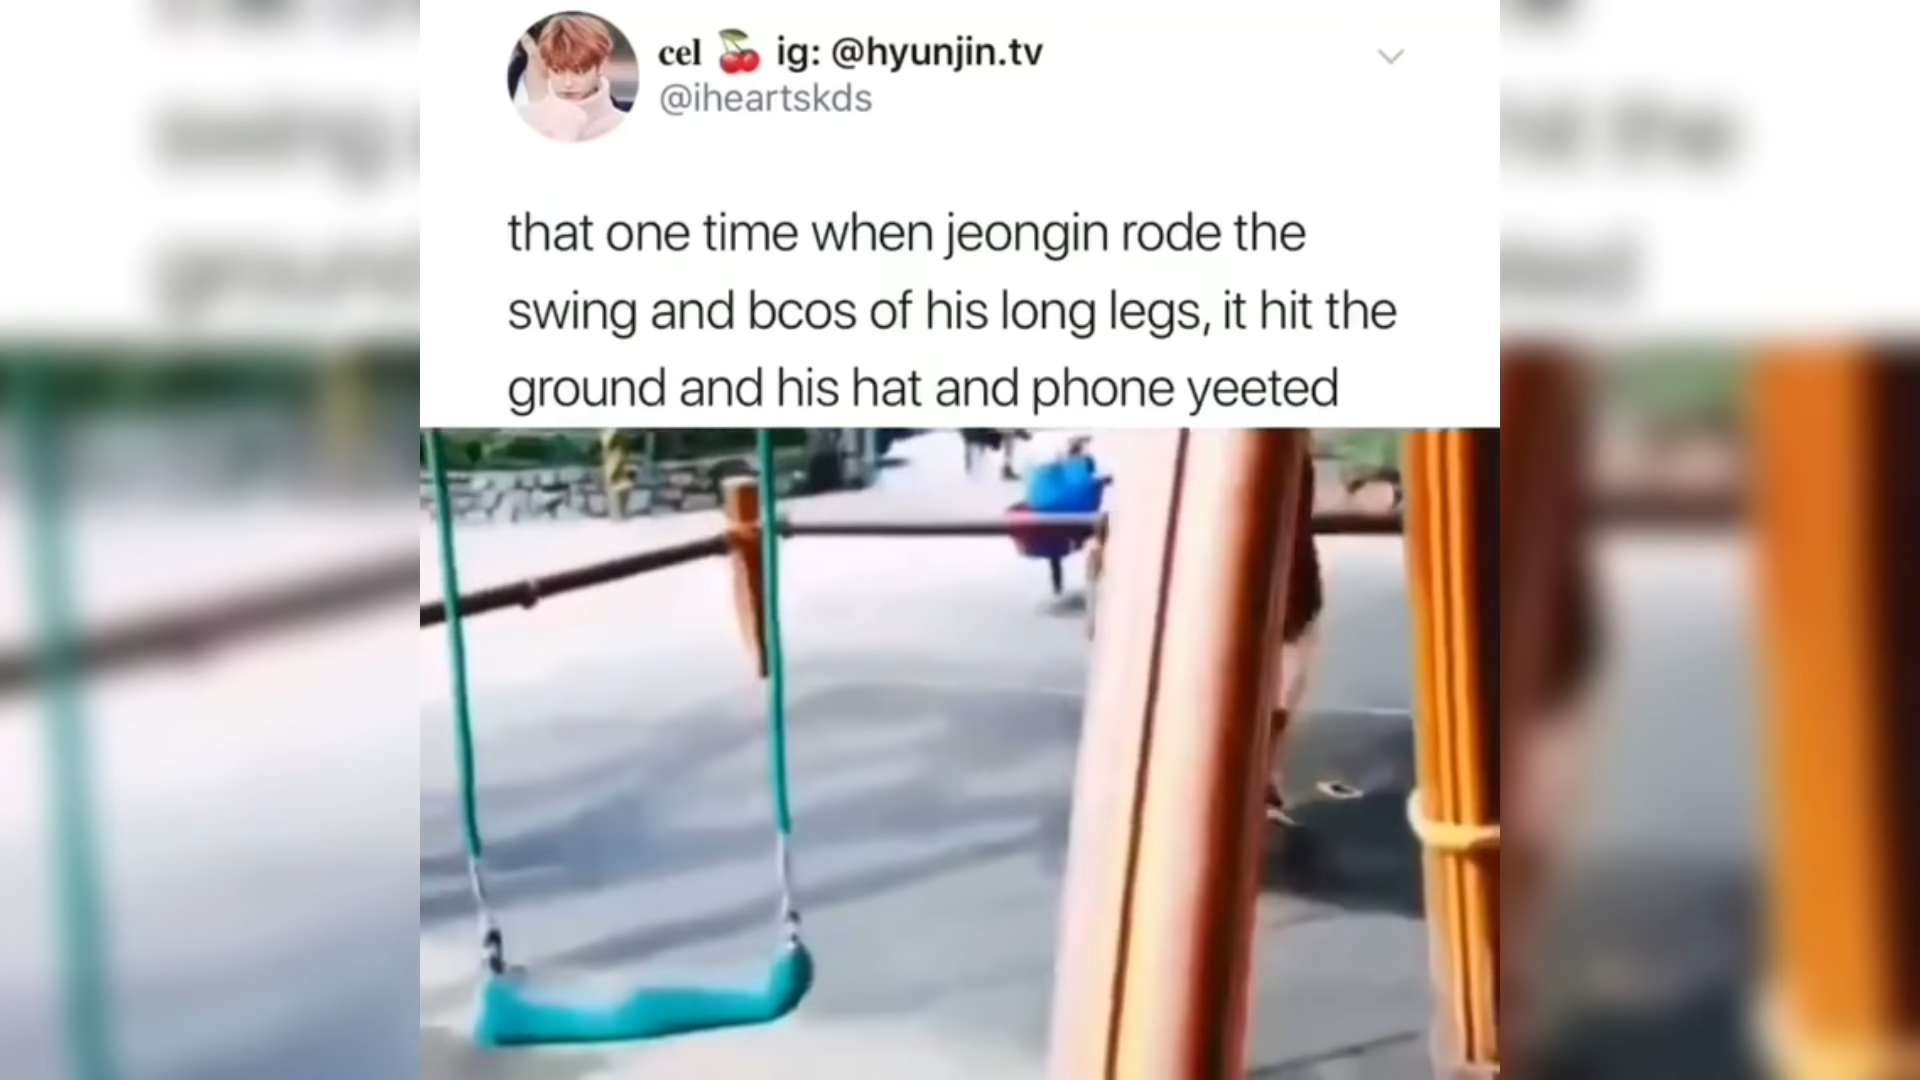 cel 🍒 ig: @hyunjin.tv
@iheartskds
that one time when jeongin rode the
swing and bcos of his long legs, it hit the
ground and his hat and phone yeeted